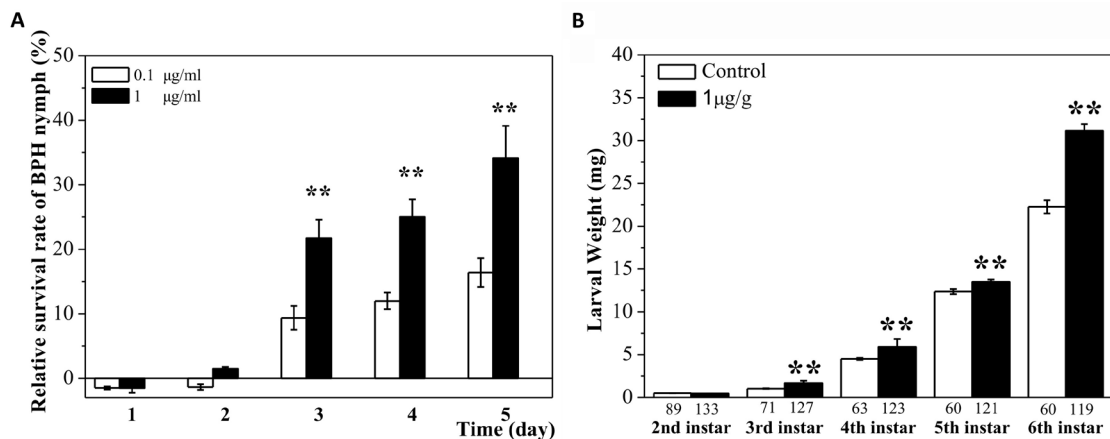 A
Relative survival rate of BPH nymph (%)
50
40
30
20
10
0
0.1 μg/ml
1 μg/ml
**
**
**
1 2 3 4 5
Time (day)
B
Larval Weight (mg)
40
35
30
25
20
15
10
5
0
Control
1μg/g
**
**
**
**
89 133 71 127 63 123 60 121 60 119
2nd instar 3rd instar 4th instar 5th instar 6th instar